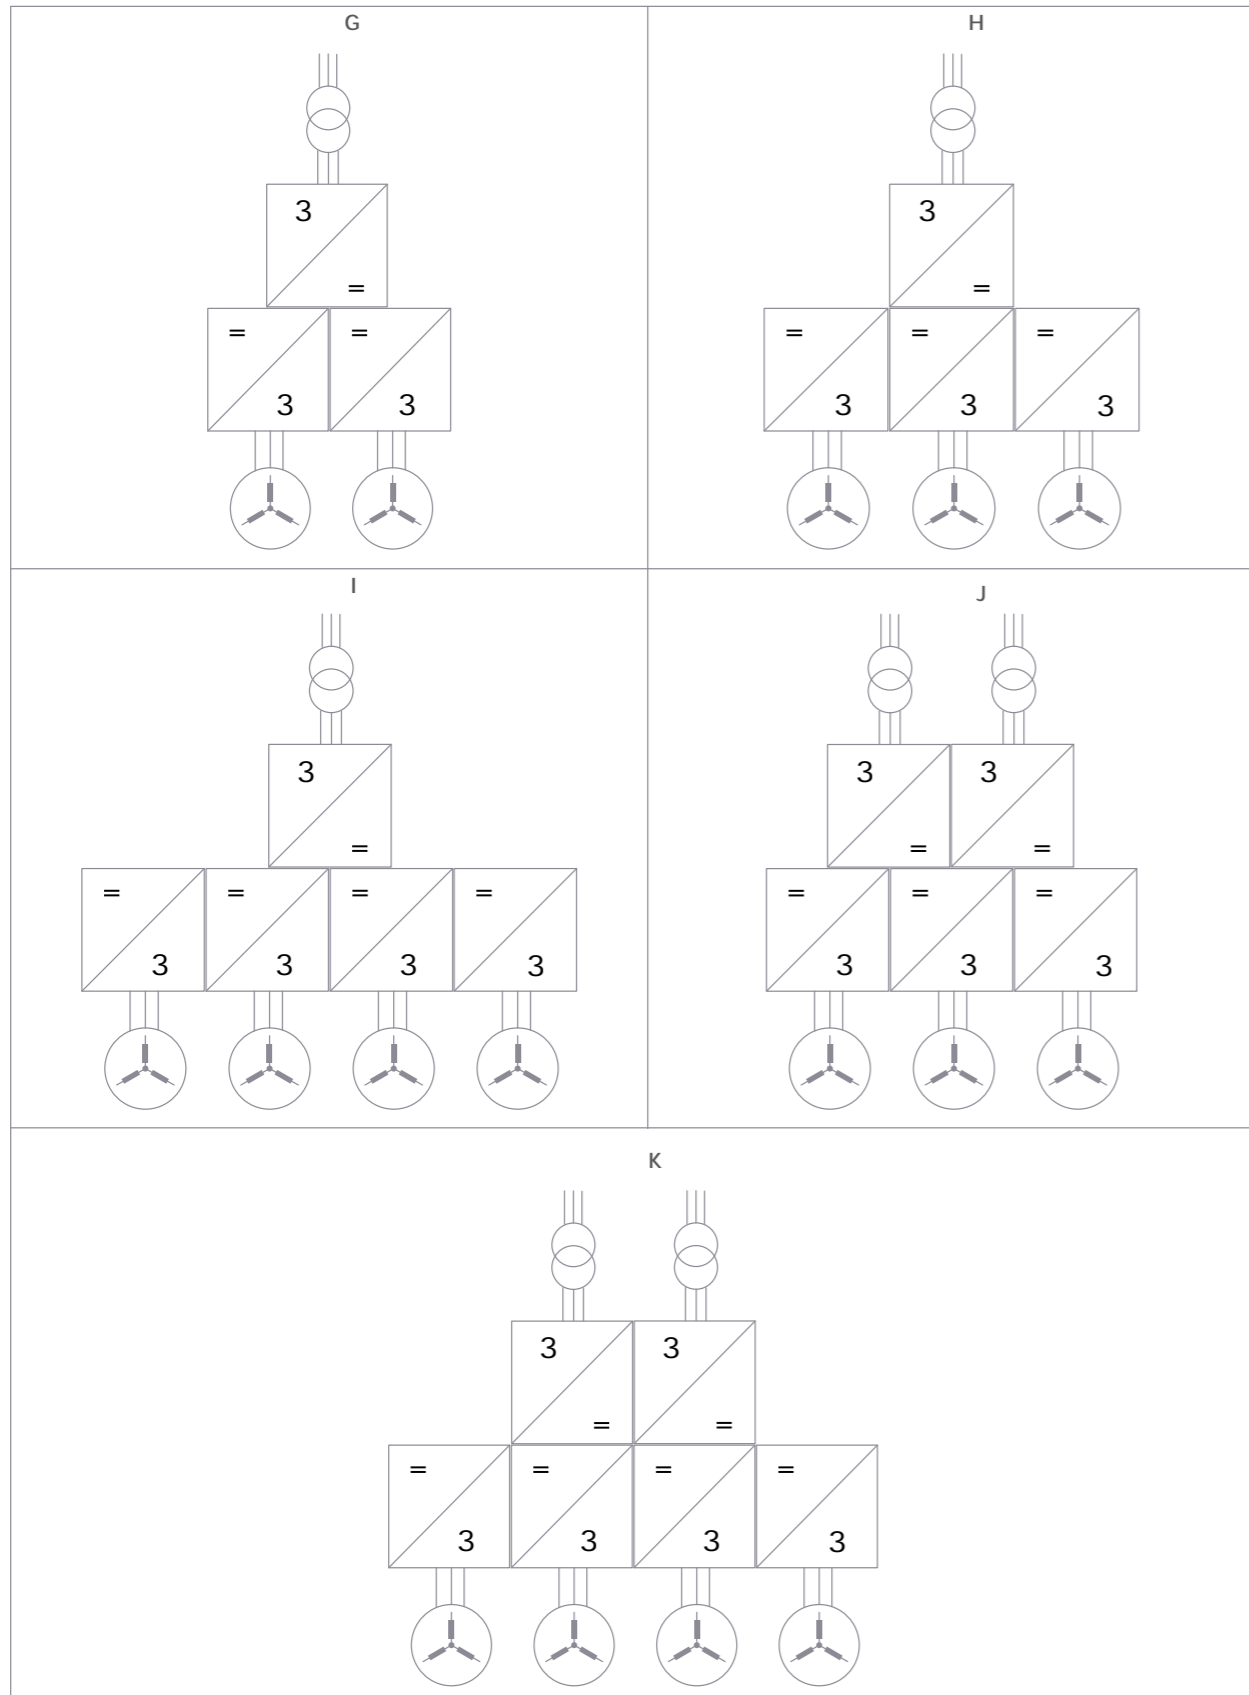 G
3
=
= =
3 3
H
3
=
= = =
3 3 3
I
3
=
= = = =
3 3 3 3
J
3 3
= =
= = =
3 3 3
K
3 3
= =
= = = =
3 3 3 3